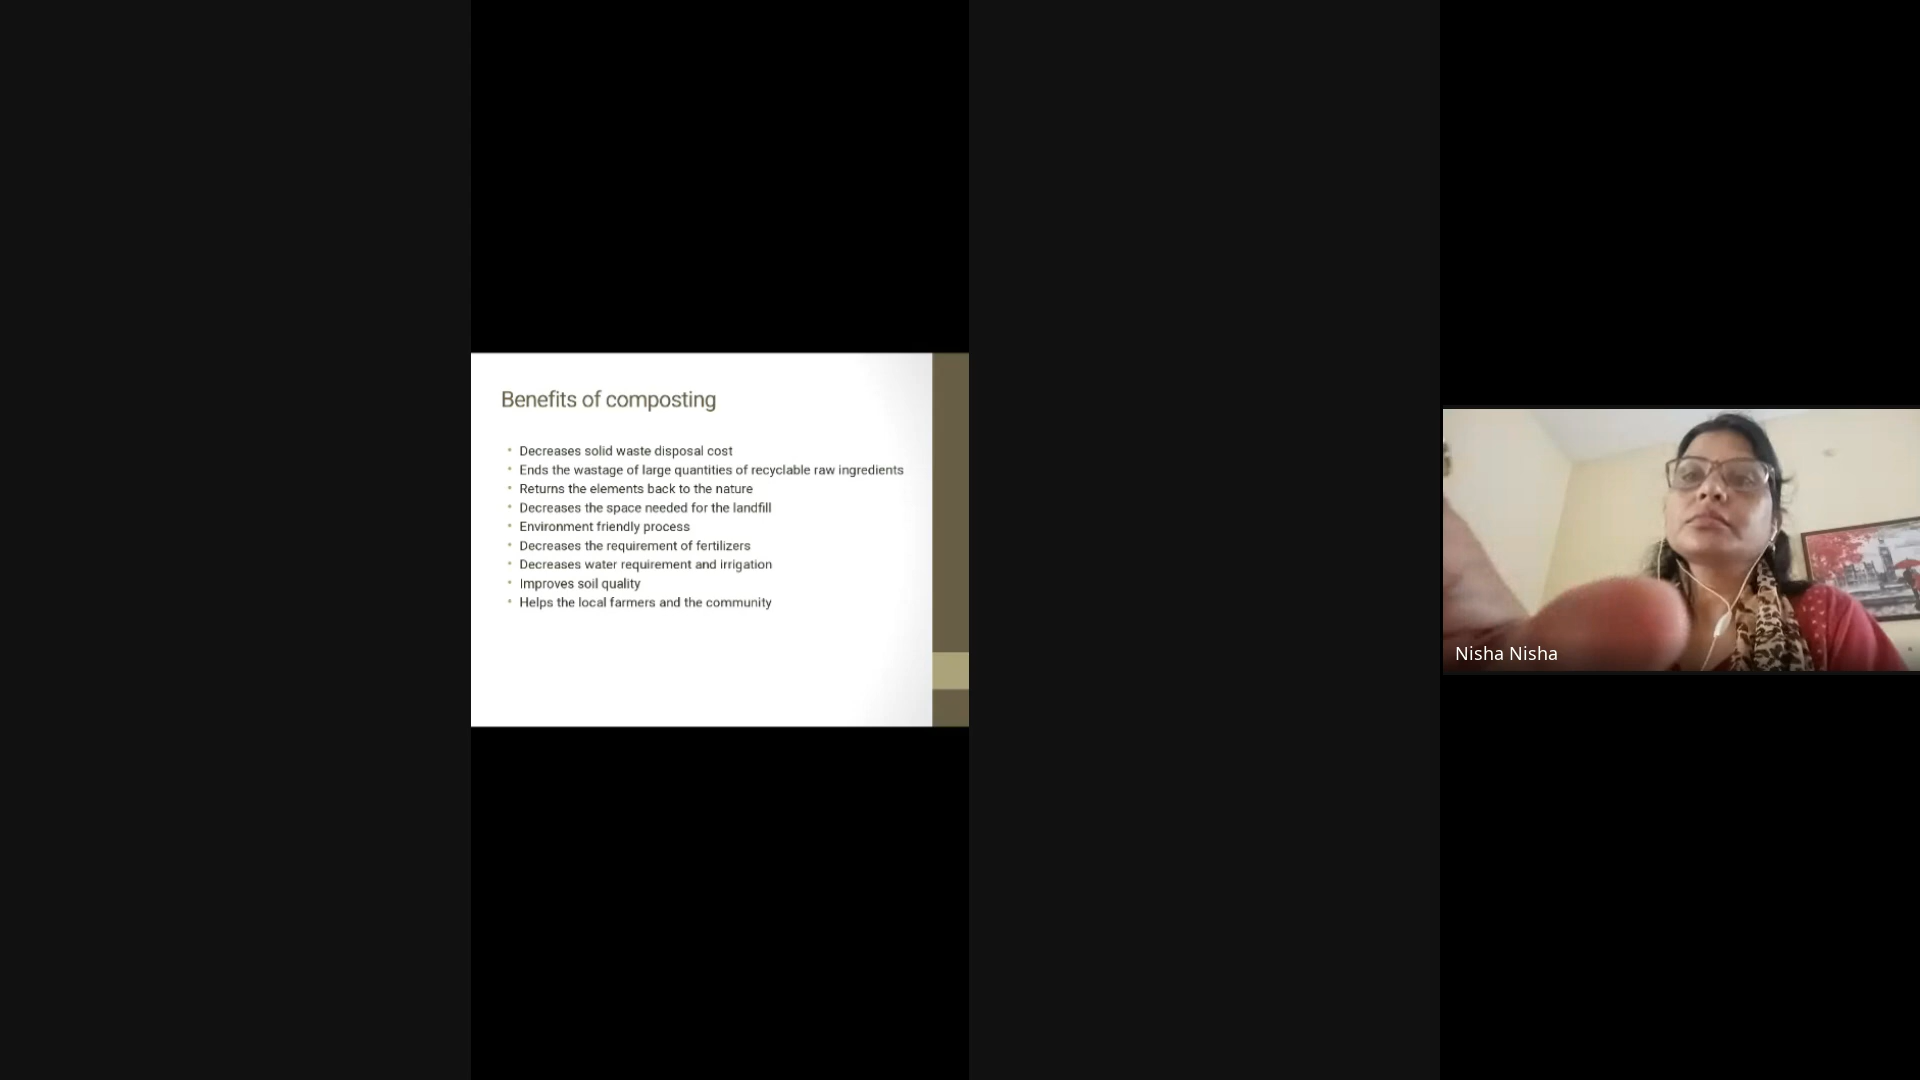 Benefits of composting
• Decreases solid waste disposal cost
• Ends the wastage of large quantities of recyclable raw ingredients
• Returns the elements back to the nature
• Decreases the space needed for the landfill
• Environment friendly process
• Decreases the requirement of fertilizers
• Decreases water requirement and irrigation
• Improves soil quality
• Helps the local farmers and the community
Nisha Nisha